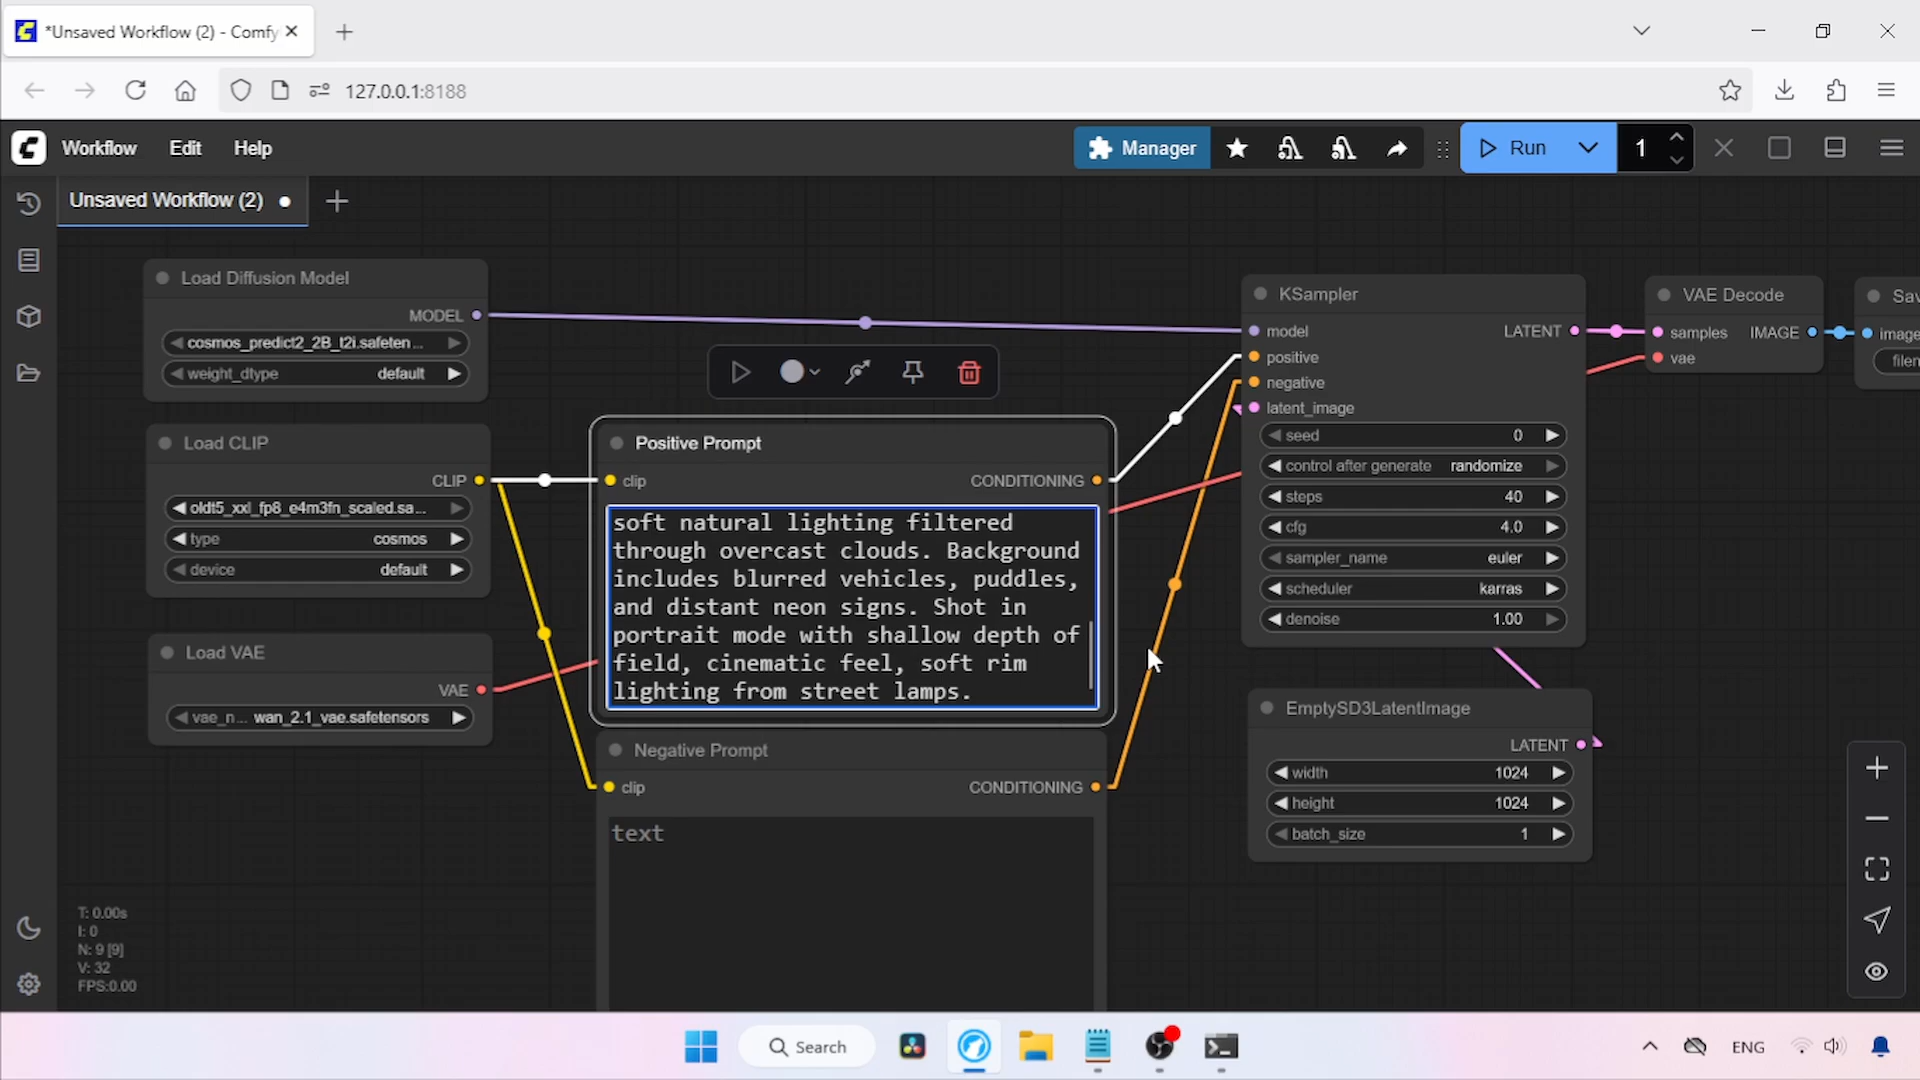 *Unsaved Workflow (2) - Comfy
127.0.0.1:8188
Workflow Edit Help
Manager
Run
1
Unsaved Workflow (2)
Load Diffusion Model
MODEL
cosmos_predict2_2B_t2i.safeten...
weight_dtype default
Load CLIP
CLIP
oldt5_xxl_fp8_e4m3fn_scaled.sa...
type cosmos
device default
Load VAE
VAE
vae_n... wan_2.1_vae.safetensors
Positive Prompt
clip CONDITIONING
soft natural lighting filtered
through overcast clouds. Background
includes blurred vehicles, puddles,
and distant neon signs. Shot in
portrait mode with shallow depth of
field, cinematic feel, soft rim
lighting from street lamps.
Negative Prompt
clip CONDITIONING
text
KSampler
model LATENT
positive
negative
latent_image
seed 0
control after generate randomize
steps 40
cfg 4.0
sampler_name euler
scheduler karras
denoise 1.00
EmptySD3LatentImage
LATENT
width 1024
height 1024
batch_size 1
VAE Decode
samples IMAGE
vae
Sav
image
filen
T: 0.00s
I: 0
N: 9 [9]
V: 32
FPS:0.00
Search
ENG